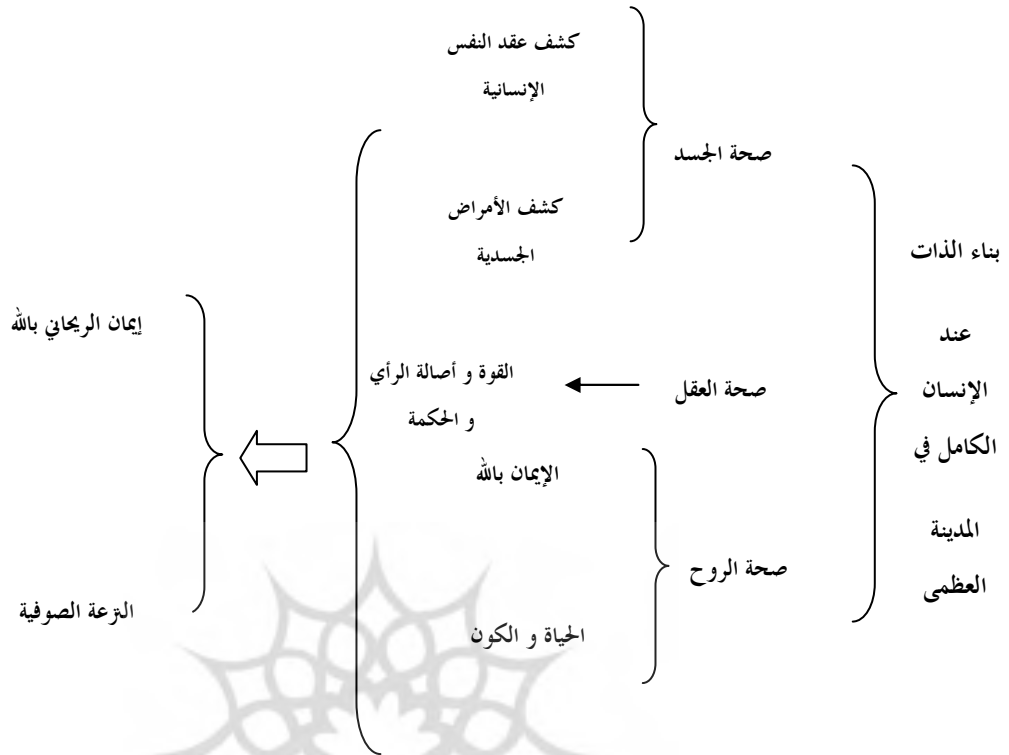 بناء الذات
عند
الإنسان
الكامل في
المدينة
العظمى
صحة الجسد
كشف عقد النفس
الإنسانية
كشف الأمراض
الجسدية
صحة العقل
القوة و أصالة الرأي
و الحكمة
صحة الروح
الإيمان بالله
الحياة و الكون
إيمان الريحاني بالله
النزعة الصوفية